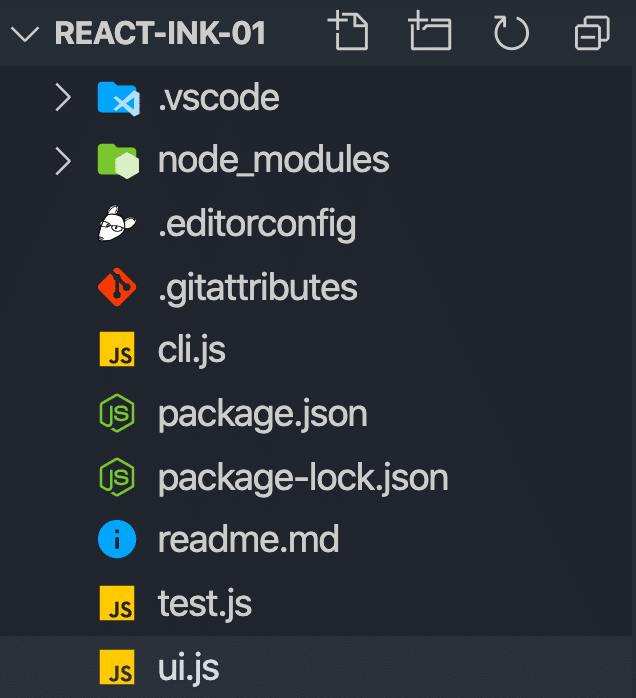 REACT-INK-01
.vscode
node_modules
.editorconfig
.gitattributes
JS cli.js
JS package.json
JS package-lock.json
i readme.md
JS test.js
JS ui.js